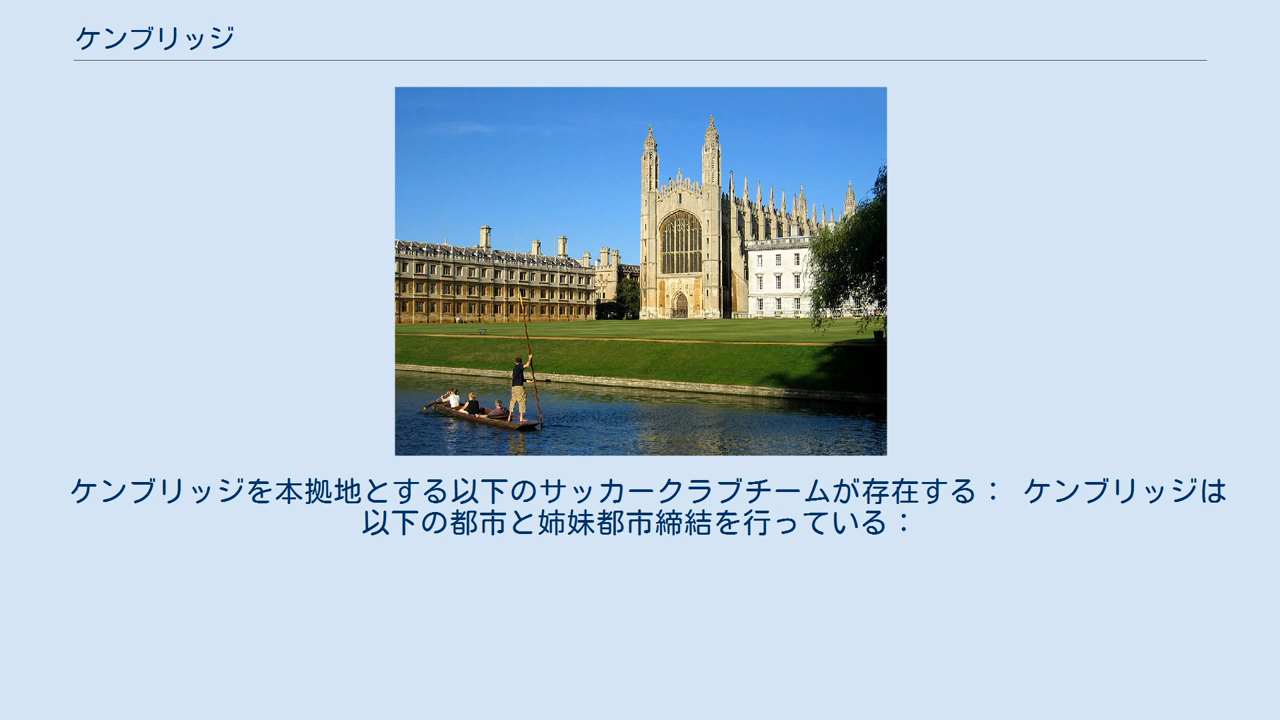 ケンブリッジ
ケンブリッジを本拠地とする以下のサッカークラブチームが存在する： ケンブリッジは
以下の都市と姉妹都市締結を行っている：